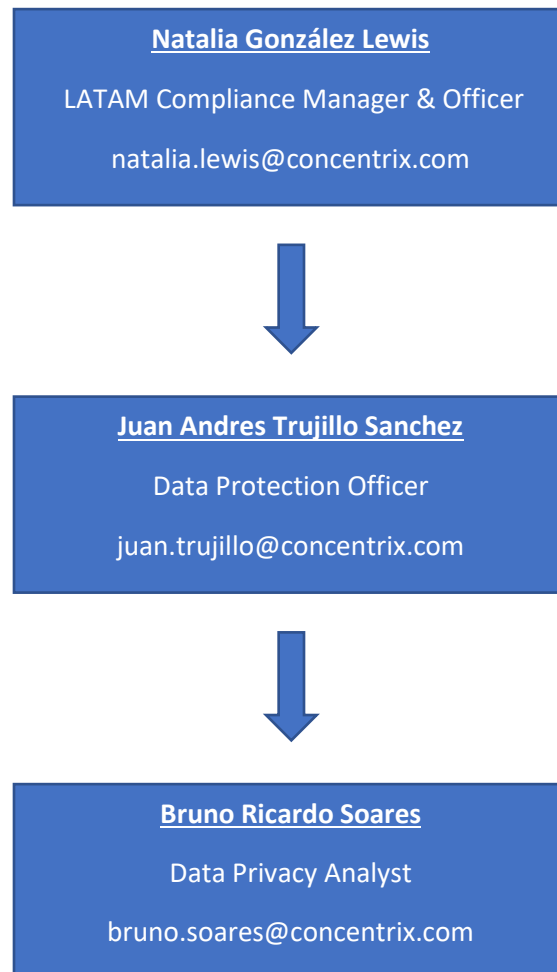 Natalia González Lewis
LATAM Compliance Manager & Officer
natalia.lewis@concentrix.com
Juan Andres Trujillo Sanchez
Data Protection Officer
juan.trujillo@concentrix.com
Bruno Ricardo Soares
Data Privacy Analyst
bruno.soares@concentrix.com